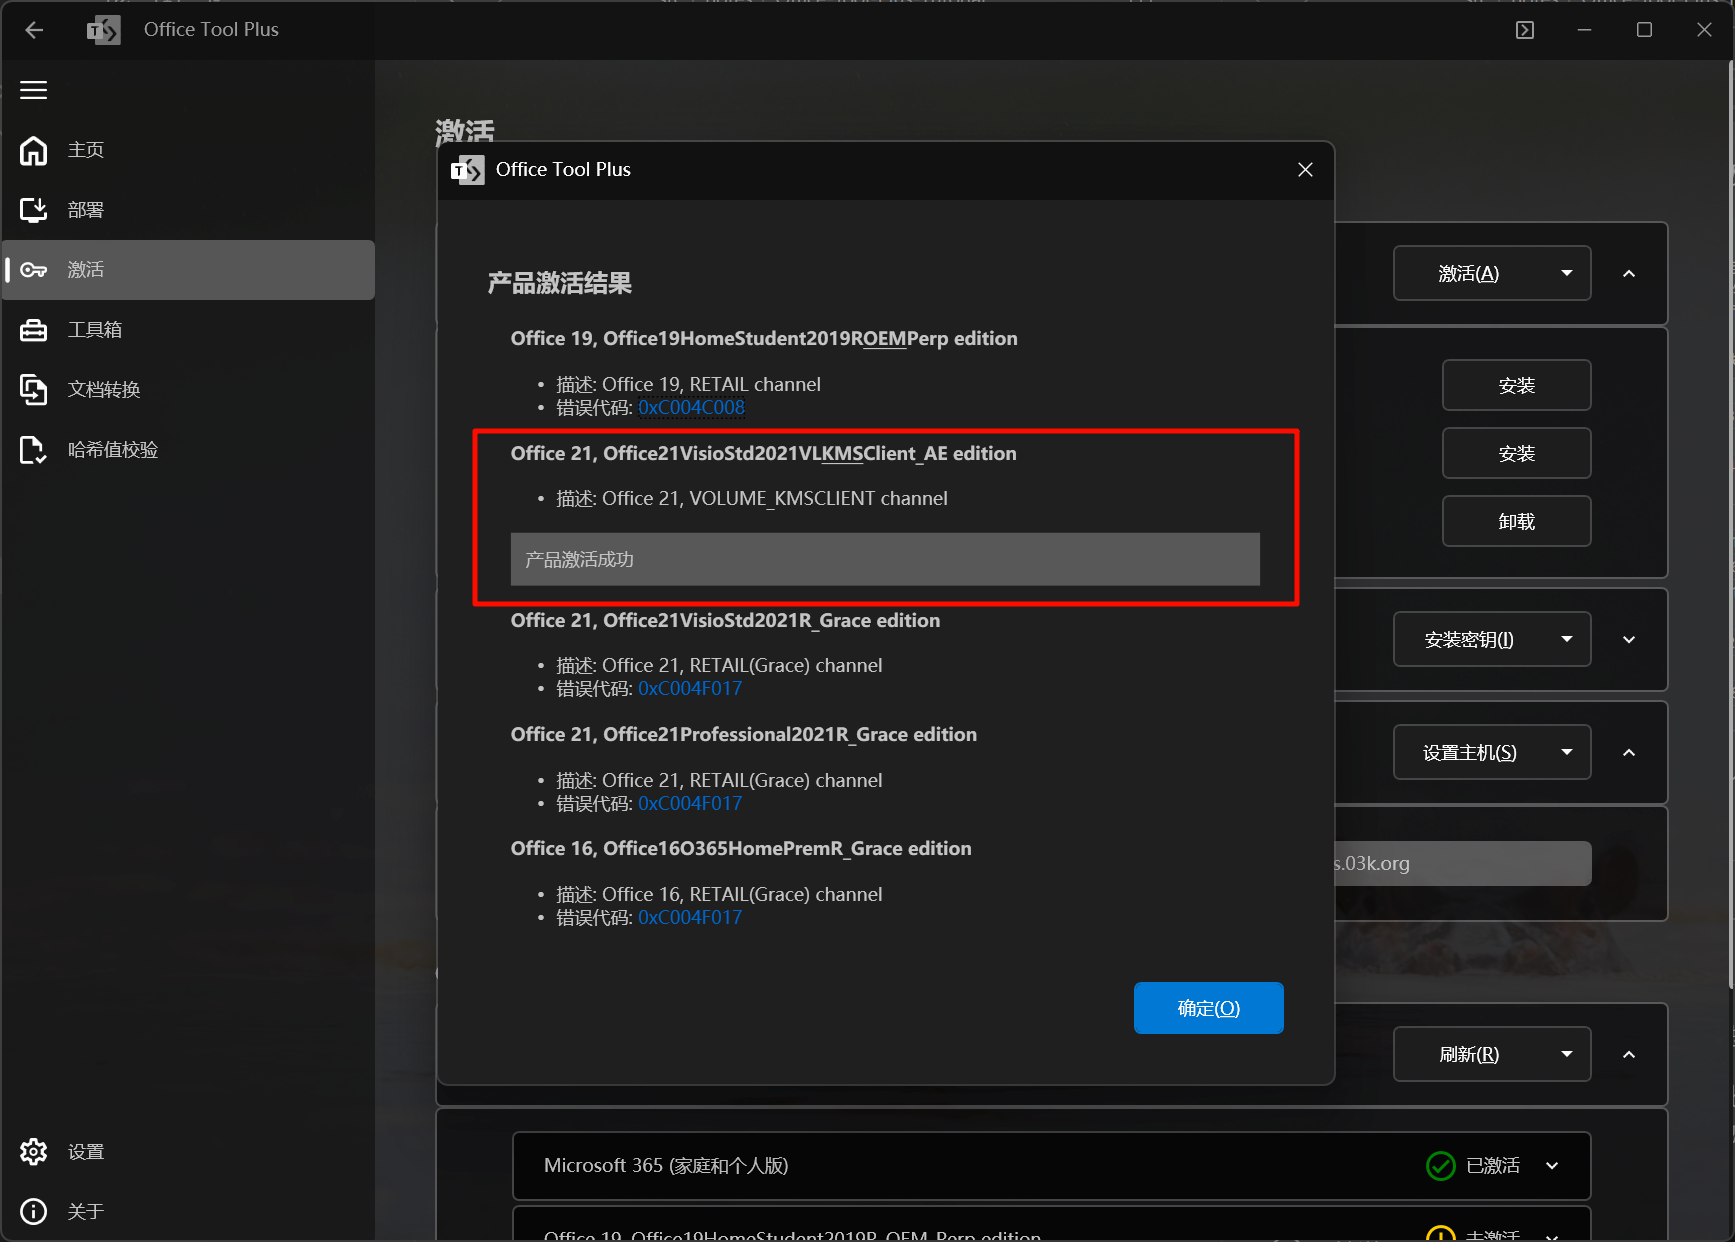 Office Tool Plus
主页
部署
激活
工具箱
文档转换
哈希值校验
设置
关于
激活
Office Tool Plus
产品激活结果
Office 19, Office19HomeStudent2019ROEMPerp edition
• 描述: Office 19, RETAIL channel
• 错误代码: 0xC004C008
Office 21, Office21VisioStd2021VLKMSClient_AE edition
• 描述: Office 21, VOLUME_KMSCLIENT channel
产品激活成功
Office 21, Office21VisioStd2021R_Grace edition
• 描述: Office 21, RETAIL(Grace) channel
• 错误代码: 0xC004F017
Office 21, Office21Professional2021R_Grace edition
• 描述: Office 21, RETAIL(Grace) channel
• 错误代码: 0xC004F017
Office 16, Office16O365HomePremR_Grace edition
• 描述: Office 16, RETAIL(Grace) channel
• 错误代码: 0xC004F017
确定(O)
激活(A)
安装
安装
卸载
安装密钥(I)
设置主机(S)
s.03k.org
刷新(R)
Microsoft 365 (家庭和个人版)
已激活
Office 19, Office19HomeStudent2019R_OEM_Perp edition
未激活